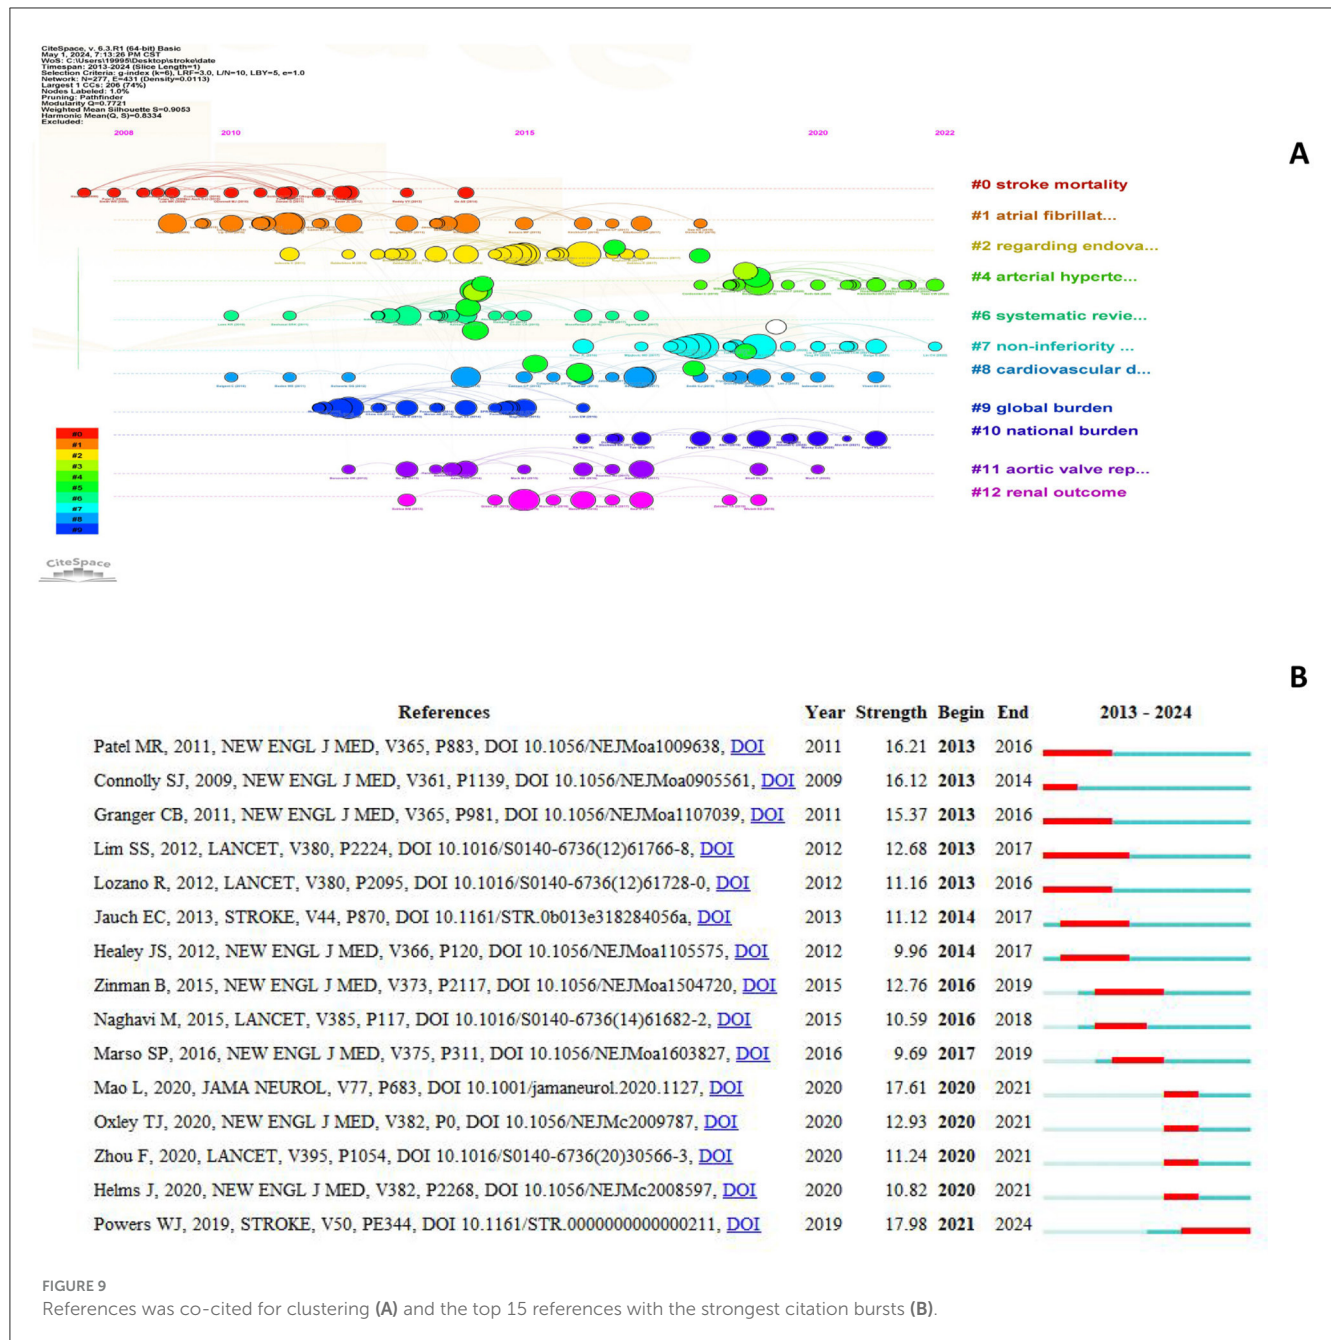 CiteSpace, v. 6.3.R1 (64-bit) Basic
May 1, 2024, 7:13:26 PM CST
WoS: C:\Users\19995\Desktop\stroke\date
Timespan: 2013-2024 (Slice Length=1)
Selection Criteria: g-index (k=6), LRF=3.0, L/N=10, LBY=5, e=1.0
Network: N=277, E=431 (Density=0.0113)
Largest 1 CCs: 206 (74%)
Nodes Labeled: 1.0%
Pruning: Pathfinder
Modularity Q=0.7721
Weighted Mean Silhouette S=0.9053
Harmonic Mean(Q, S)=0.8334
Excluded:
2008 2010 2015 2020 2022
A
#0 stroke mortality
#1 atrial fibrillat...
#2 regarding endova...
#4 arterial hyperte...
#6 systematic revie...
#7 non-inferiority ...
#8 cardiovascular d...
#9 global burden
#10 national burden
#11 aortic valve rep...
#12 renal outcome
#0
#1
#2
#3
#4
#5
#6
#7
#8
#9
CiteSpace
B
References Year Strength Begin End 2013 - 2024
Patel MR, 2011, NEW ENGL J MED, V365, P883, DOI 10.1056/NEJMoa1009638, DOI 2011 16.21 2013 2016
Connolly SJ, 2009, NEW ENGL J MED, V361, P1139, DOI 10.1056/NEJMoa0905561, DOI 2009 16.12 2013 2014
Granger CB, 2011, NEW ENGL J MED, V365, P981, DOI 10.1056/NEJMoa1107039, DOI 2011 15.37 2013 2016
Lim SS, 2012, LANCET, V380, P2224, DOI 10.1016/S0140-6736(12)61766-8, DOI 2012 12.68 2013 2017
Lozano R, 2012, LANCET, V380, P2095, DOI 10.1016/S0140-6736(12)61728-0, DOI 2012 11.16 2013 2016
Jauch EC, 2013, STROKE, V44, P870, DOI 10.1161/STR.0b013e318284056a, DOI 2013 11.12 2014 2017
Healey JS, 2012, NEW ENGL J MED, V366, P120, DOI 10.1056/NEJMoa1105575, DOI 2012 9.96 2014 2017
Zinman B, 2015, NEW ENGL J MED, V373, P2117, DOI 10.1056/NEJMoa1504720, DOI 2015 12.76 2016 2019
Naghavi M, 2015, LANCET, V385, P117, DOI 10.1016/S0140-6736(14)61682-2, DOI 2015 10.59 2016 2018
Marso SP, 2016, NEW ENGL J MED, V375, P311, DOI 10.1056/NEJMoa1603827, DOI 2016 9.69 2017 2019
Mao L, 2020, JAMA NEUROL, V77, P683, DOI 10.1001/jamaneurol.2020.1127, DOI 2020 17.61 2020 2021
Oxley TJ, 2020, NEW ENGL J MED, V382, P0, DOI 10.1056/NEJMc2009787, DOI 2020 12.93 2020 2021
Zhou F, 2020, LANCET, V395, P1054, DOI 10.1016/S0140-6736(20)30566-3, DOI 2020 11.24 2020 2021
Helms J, 2020, NEW ENGL J MED, V382, P2268, DOI 10.1056/NEJMc2008597, DOI 2020 10.82 2020 2021
Powers WJ, 2019, STROKE, V50, PE344, DOI 10.1161/STR.0000000000000211, DOI 2019 17.98 2021 2024
FIGURE 9
References was co-cited for clustering (A) and the top 15 references with the strongest citation bursts (B).